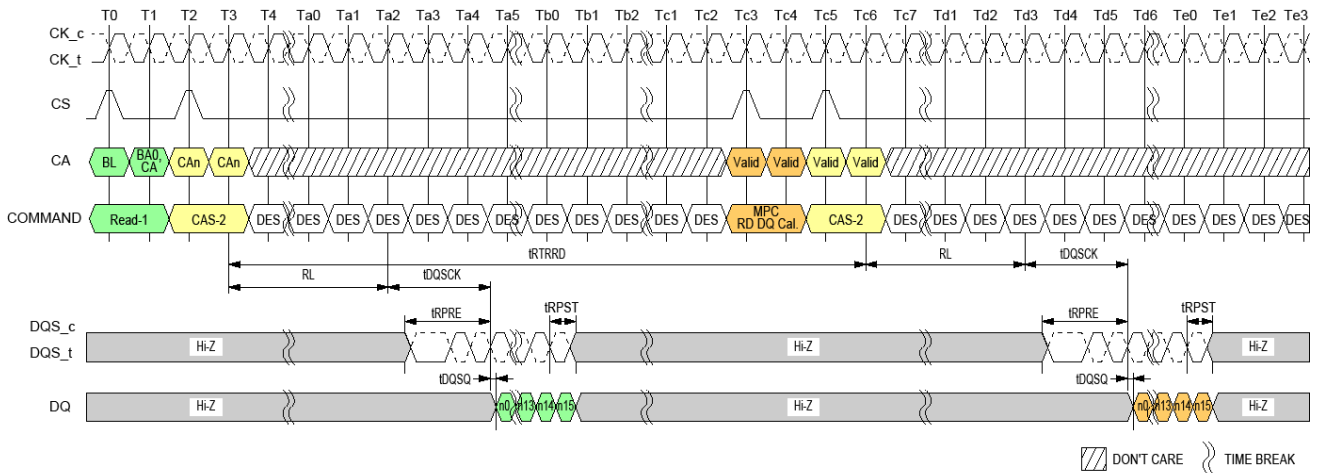 T0 T1 T2 T3 T4 Ta0 Ta1 Ta2 Ta3 Ta4 Ta5 Tb0 Tb1 Tb2 Tc1 Tc1 Tc2 Tc3 Tc4 Tc5 Tc6 Tc7 Td1 Td2 Td3 Td4 Td5 Td6 Te0 Te1 Te2 Te3
CK_c
CK_t
CS
CA BL BA0, CA CAn CAn Valid Valid Valid Valid
COMMAND Read-1 CAS-2 DES DES DES DES DES DES DES DES DES DES DES DES MPC RD DQ Cal. CAS-2 DES DES DES DES DES DES DES DES DES DES DES
tRTRRD
RL tDQSCK RL tDQSCK
tRPRE tRPST tRPRE tRPST
DQS_c
DQS_t Hi-Z Hi-Z Hi-Z
tDQSQ tDQSQ
DQ Hi-Z n0 n13 n14 n15 Hi-Z n0 n13 n14 n15 Hi-Z
DON'T CARE TIME BREAK